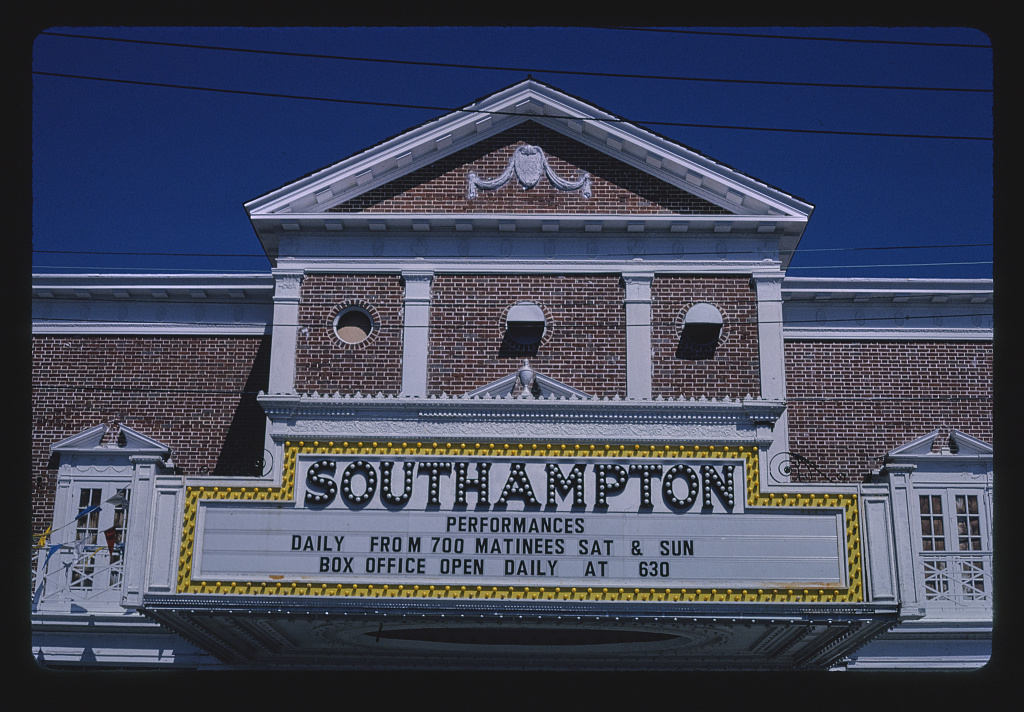 SOUTHAMPTON
PERFORMANCES
DAILY FROM 700 MATINEES SAT & SUN
BOX OFFICE OPEN DAILY AT 630